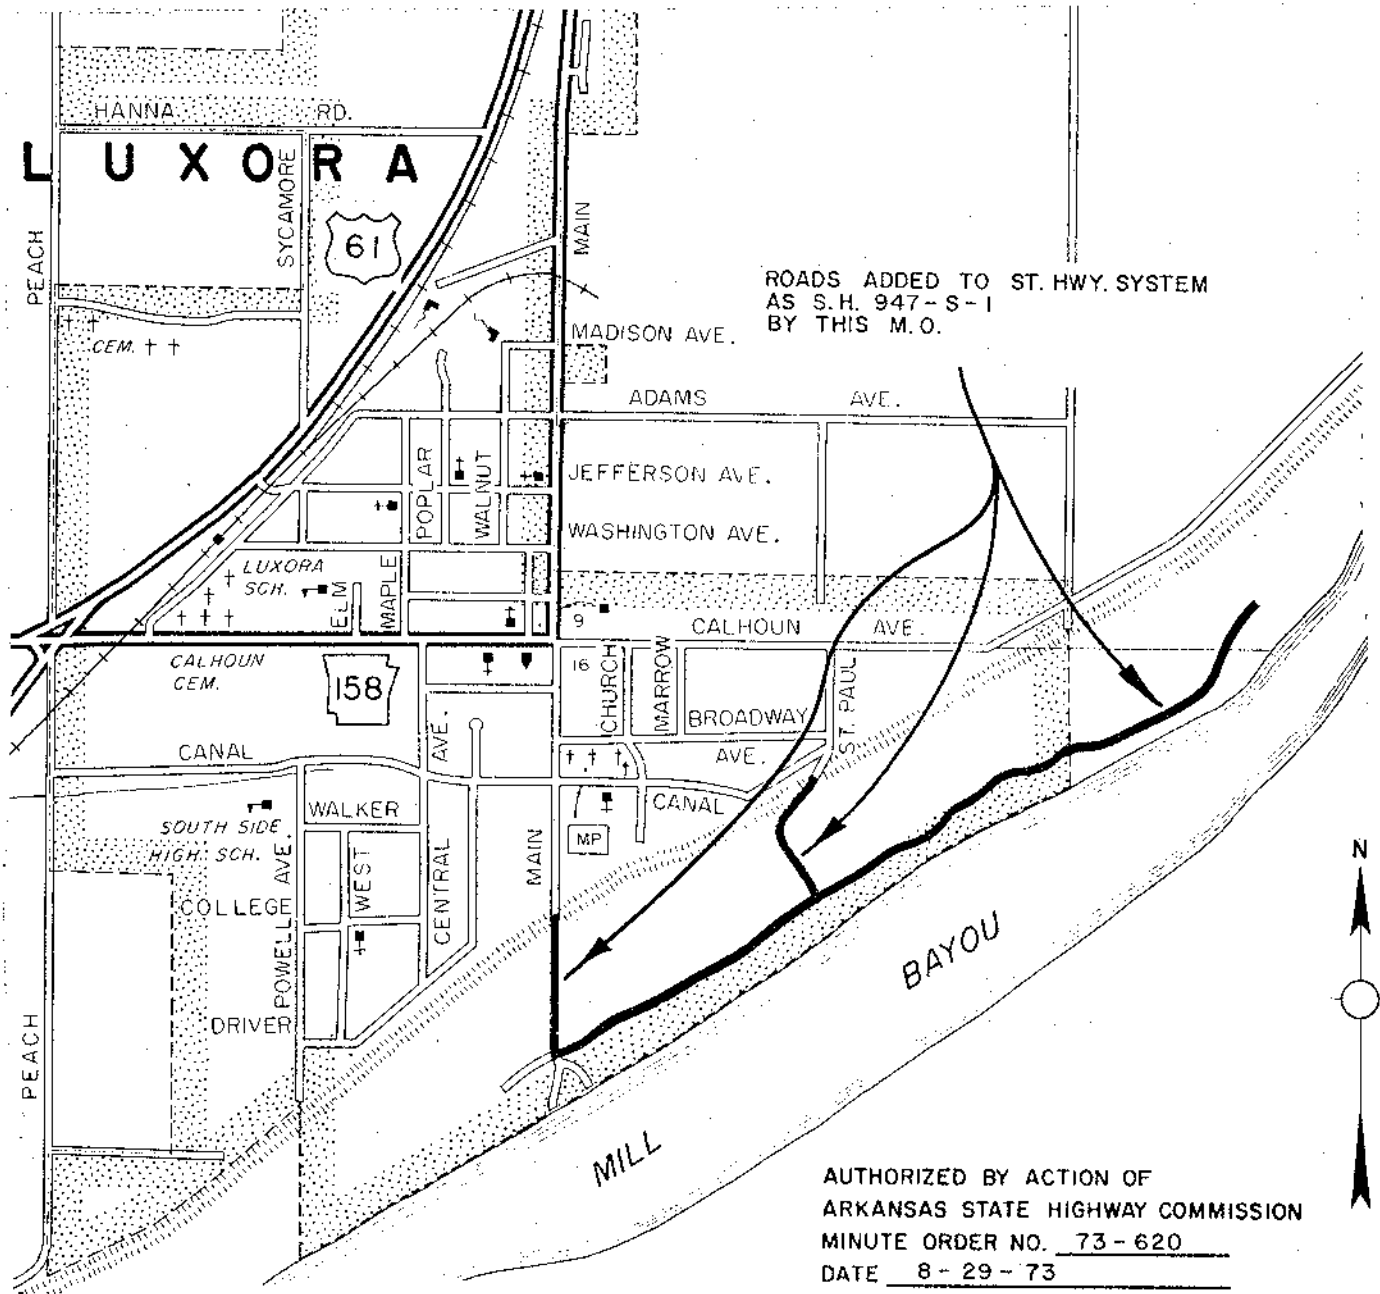 HANNA RD.
LUXORA
PEACH
SYCAMORE
61
MAIN
ROADS ADDED TO ST. HWY. SYSTEM
AS S.H. 947-S-1
BY THIS M.O.
CEM.
MADISON AVE.
ADAMS AVE.
POPLAR
WALNUT
JEFFERSON AVE.
WASHINGTON AVE.
LUXORA
SCH.
ELM
MAPLE
9
CALHOUN AVE.
CALHOUN
CEM.
158
16
CHURCH
MARROW
ST. PAUL
BROADWAY
AVE.
CANAL
AVE.
CANAL
WALKER
SOUTH SIDE
HIGH. SCH.
MP
MAIN
WEST
CENTRAL
COLLEGE
POWELL AVE.
DRIVER
PEACH
N
MILL BAYOU
AUTHORIZED BY ACTION OF
ARKANSAS STATE HIGHWAY COMMISSION
MINUTE ORDER NO. 73-620
DATE 8-29-73